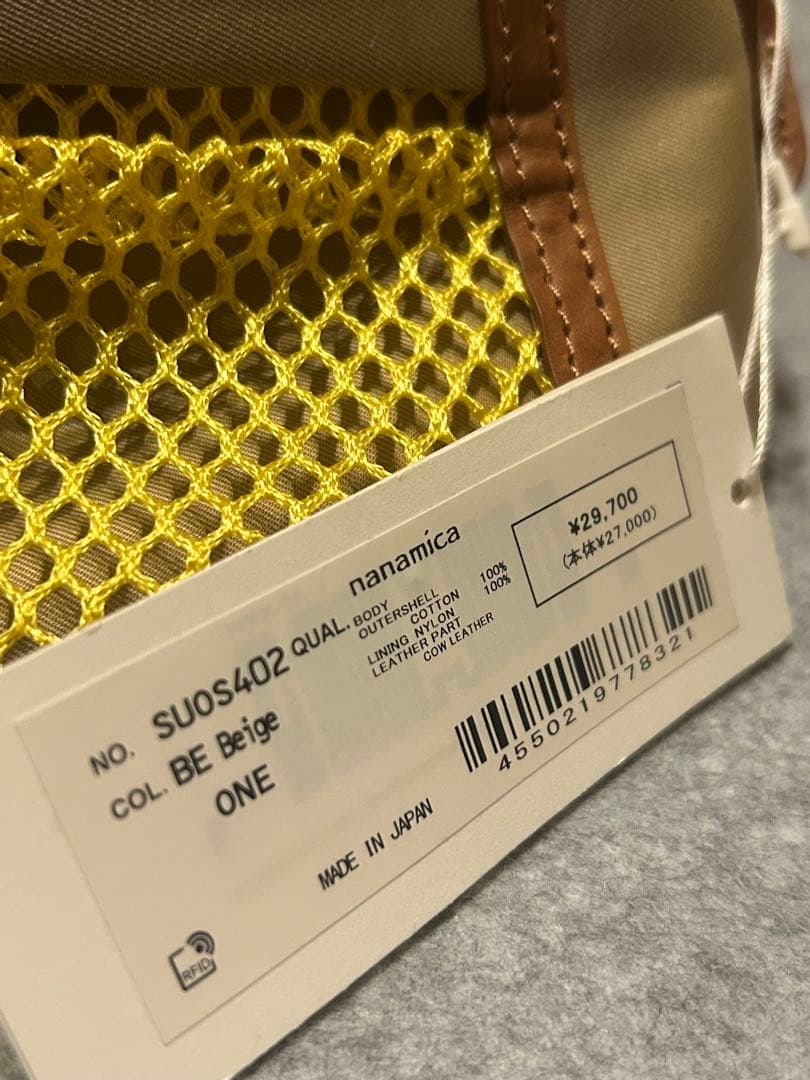 nanamica
¥29,700
(本体¥27,000)
NO. SUOS402
QUAL. BODY
OUTERSHELL
COTTON 100%
LINING NYLON 100%
LEATHER PART
COW LEATHER
COL. BE Beige
ONE
4550219778321
MADE IN JAPAN
RFID